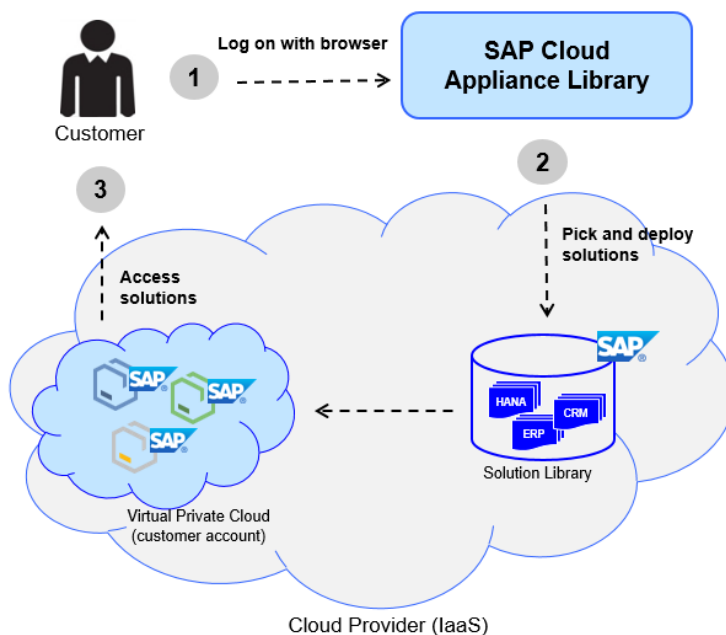 Log on with browser
SAP Cloud
Appliance Library
1
Customer
2
3
Pick and deploy
solutions
Access
solutions
SAP®
SAP®
SAP®
SAP®
HANA
CRM
ERP
Solution Library
Virtual Private Cloud
(customer account)
Cloud Provider (IaaS)